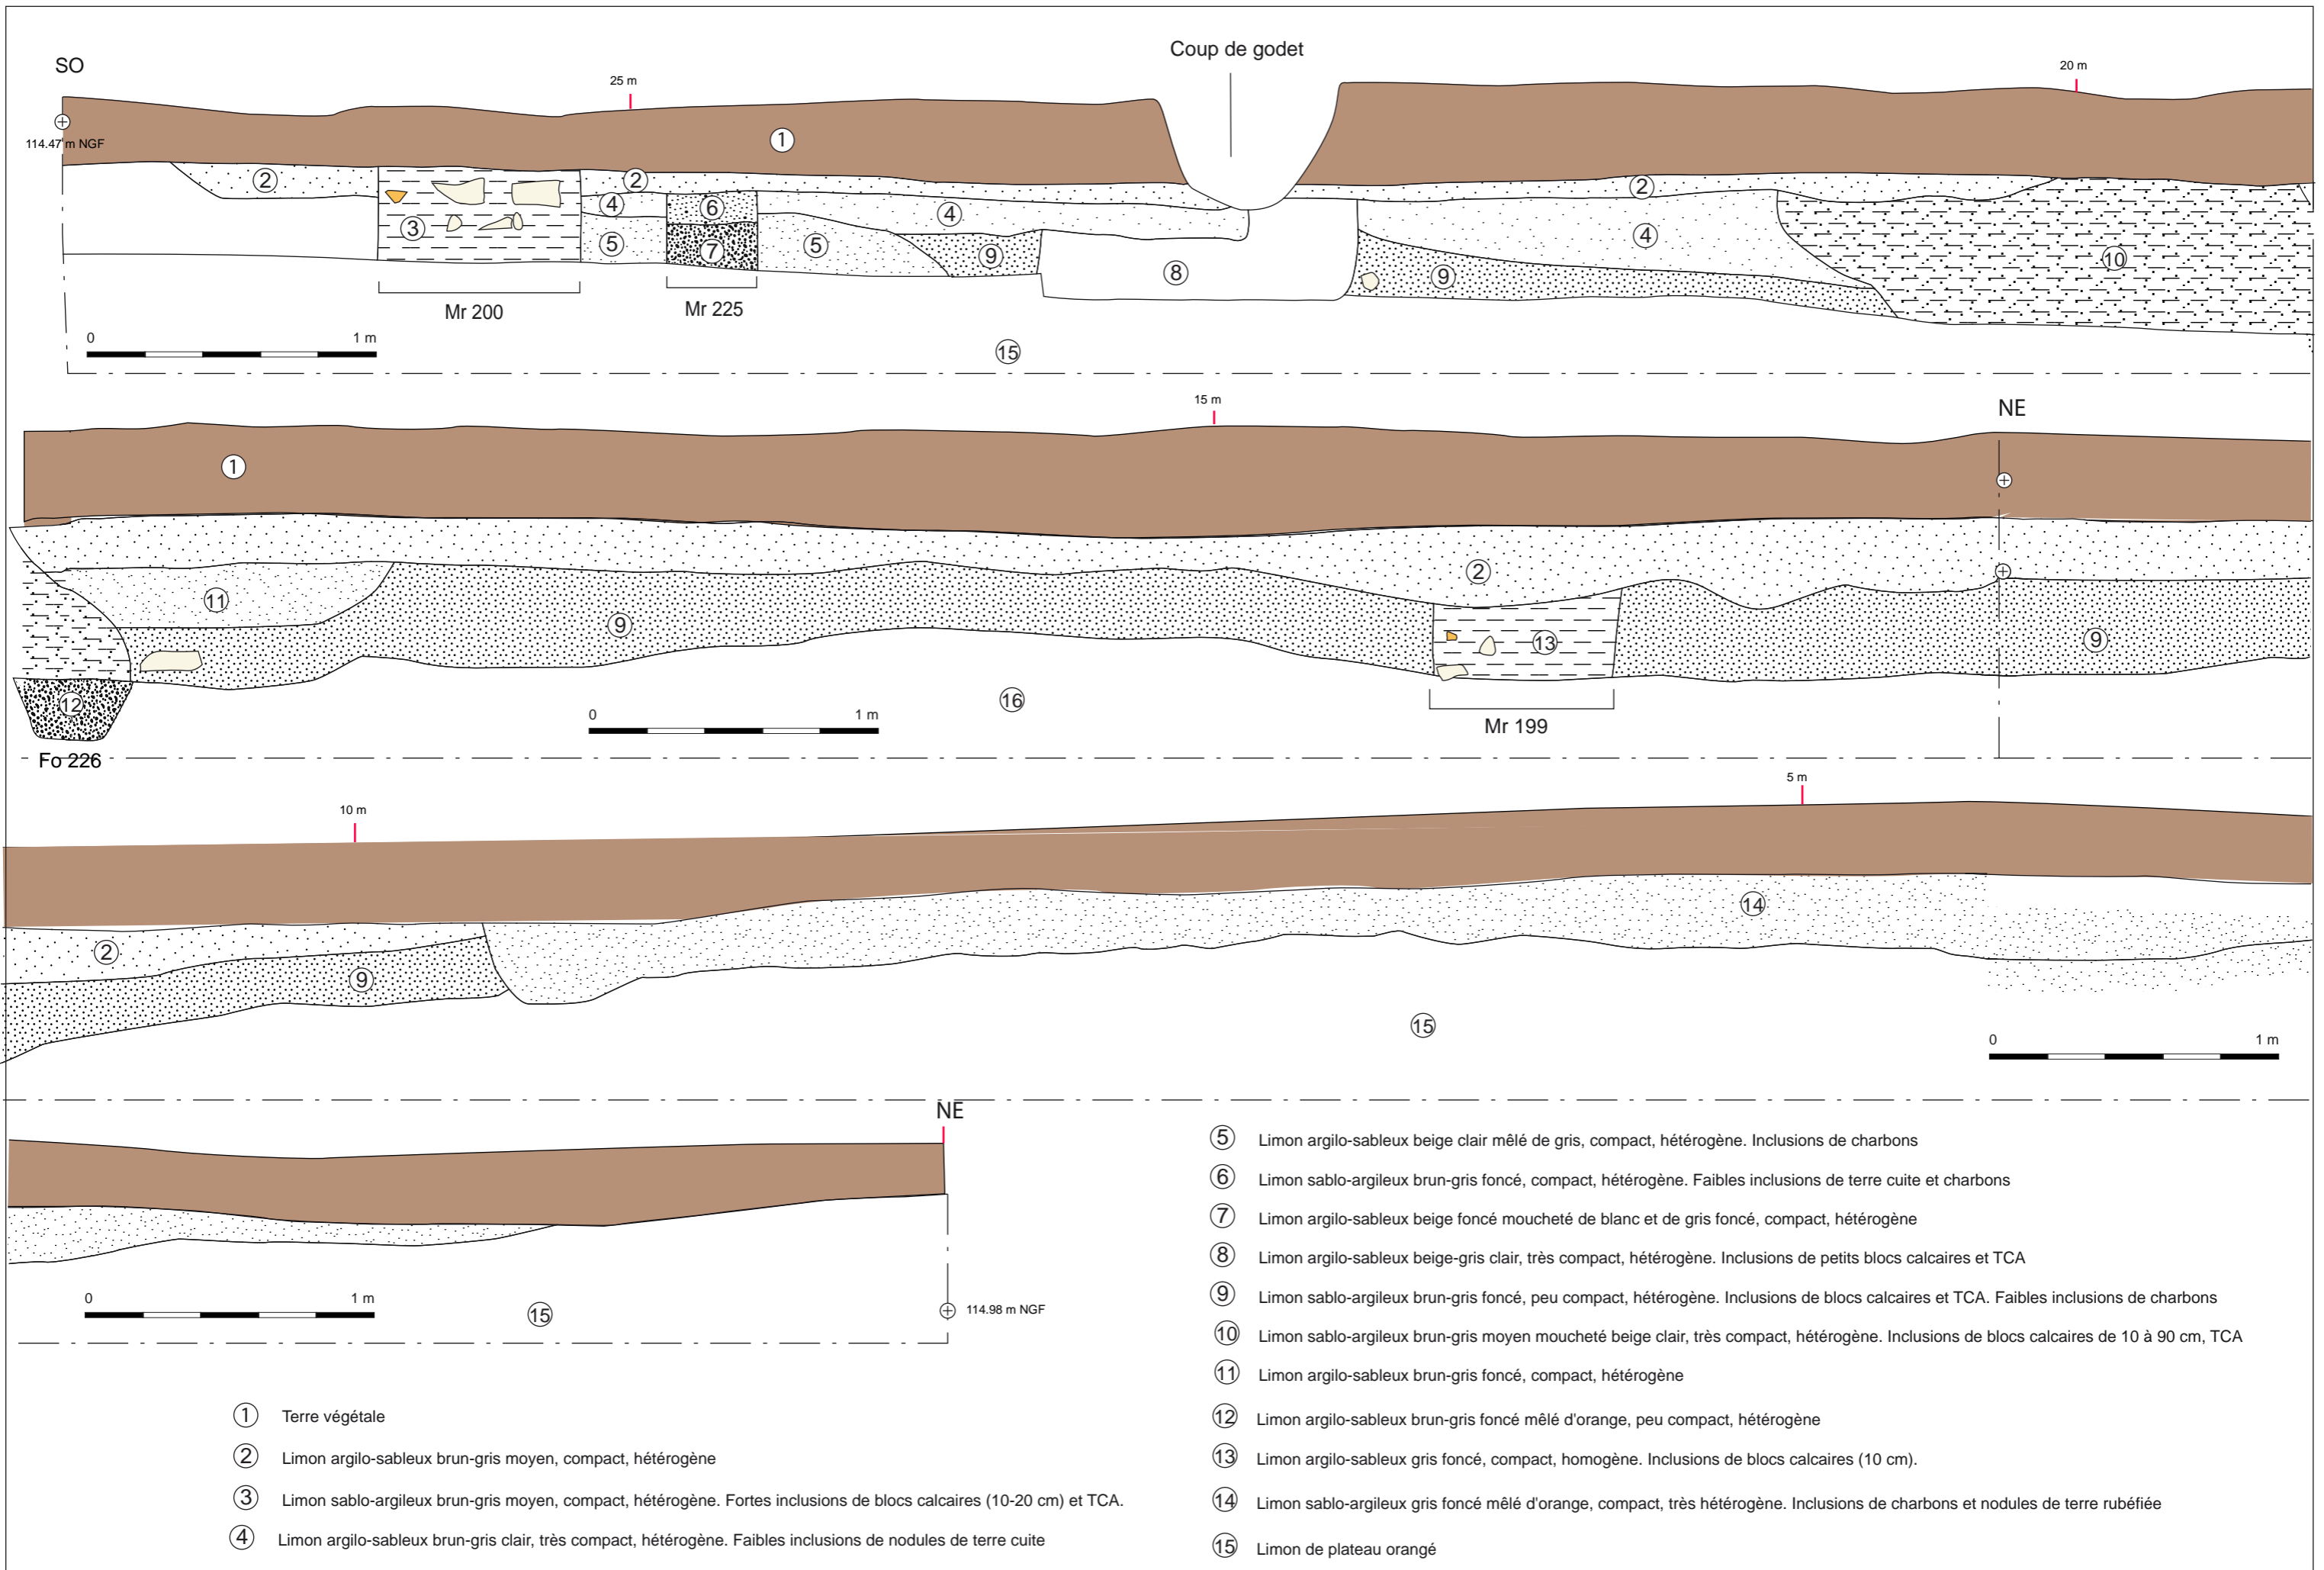 Coup de godet
SO
25 m
20 m
114.47 m NGF
1
2
2
2
3
4
6
4
4
5
7
5
9
8
9
10
Mr 200
Mr 225
0 1 m
15
15 m
NE
1
2
11
9
13
9
12
16
0 1 m
Mr 199
Fo 226
5 m
10 m
14
2
9
15
0 1 m
NE
0 1 m
15
114.98 m NGF
1 Terre végétale
2 Limon argilo-sableux brun-gris moyen, compact, hétérogène
3 Limon sablo-argileux brun-gris moyen, compact, hétérogène. Fortes inclusions de blocs calcaires (10-20 cm) et TCA.
4 Limon argilo-sableux brun-gris clair, très compact, hétérogène. Faibles inclusions de nodules de terre cuite
5 Limon argilo-sableux beige clair mêlé de gris, compact, hétérogène. Inclusions de charbons
6 Limon sablo-argileux brun-gris foncé, compact, hétérogène. Faibles inclusions de terre cuite et charbons
7 Limon argilo-sableux beige foncé moucheté de blanc et de gris foncé, compact, hétérogène
8 Limon argilo-sableux beige-gris clair, très compact, hétérogène. Inclusions de petits blocs calcaires et TCA
9 Limon sablo-argileux brun-gris foncé, peu compact, hétérogène. Inclusions de blocs calcaires et TCA. Faibles inclusions de charbons
10 Limon sablo-argileux brun-gris moyen moucheté beige clair, très compact, hétérogène. Inclusions de blocs calcaires de 10 à 90 cm, TCA
11 Limon argilo-sableux brun-gris foncé, compact, hétérogène
12 Limon argilo-sableux brun-gris foncé mêlé d'orange, peu compact, hétérogène
13 Limon argilo-sableux gris foncé, compact, homogène. Inclusions de blocs calcaires (10 cm).
14 Limon sablo-argileux gris foncé mêlé d'orange, compact, très hétérogène. Inclusions de charbons et nodules de terre rubéfiée
15 Limon de plateau orangé